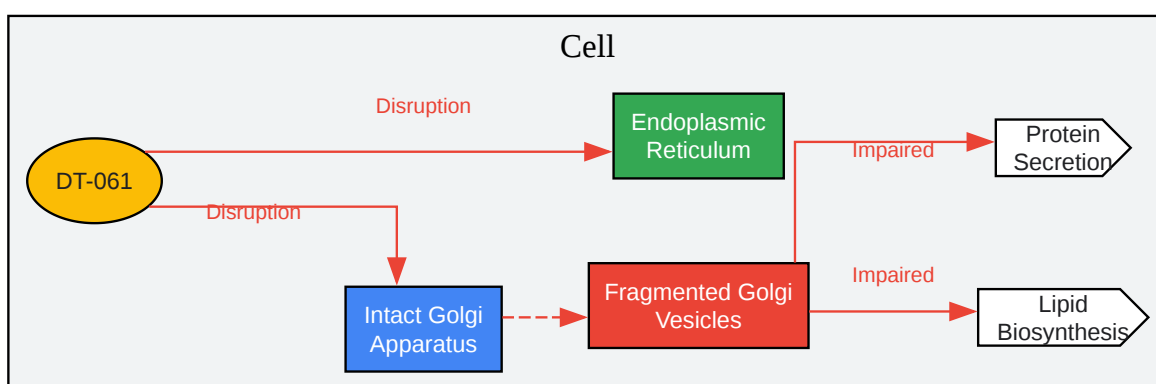 Cell
Disruption
Endoplasmic
Reticulum
Protein
Secretion
Impaired
DT-061
Disruption
Intact Golgi
Apparatus
Fragmented Golgi
Vesicles
Impaired
Lipid
Biosynthesis